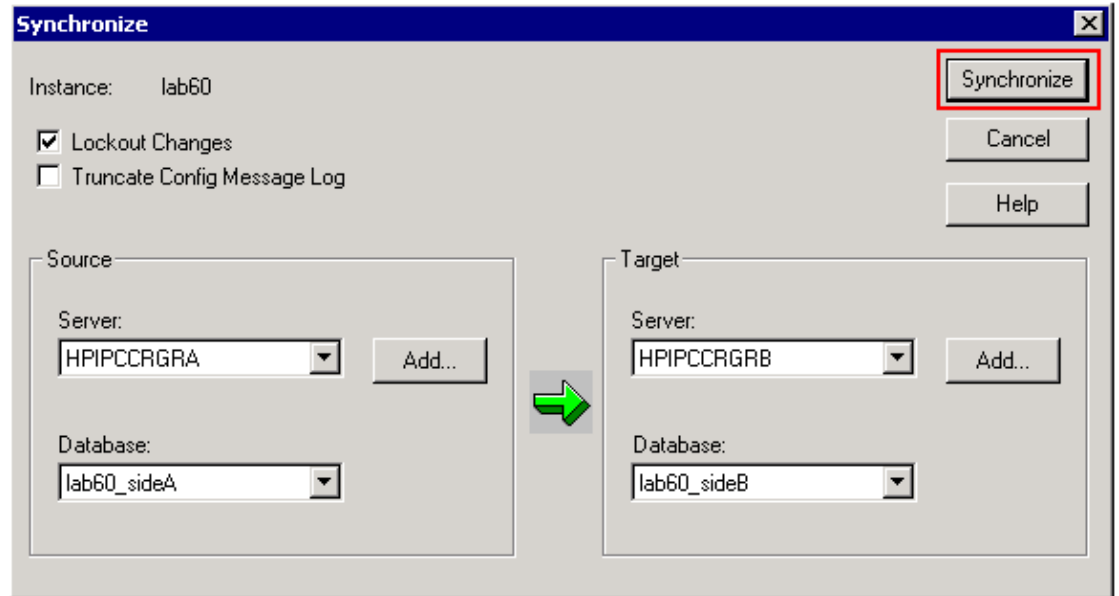 Synchronize
Instance: lab60
Synchronize
Lockout Changes
Cancel
Truncate Config Message Log
Help
Source
Server:
HPIPCCRGRA
Add...
Database:
lab60_sideA
Target
Server:
HPIPCCRGRB
Add...
Database:
lab60_sideB